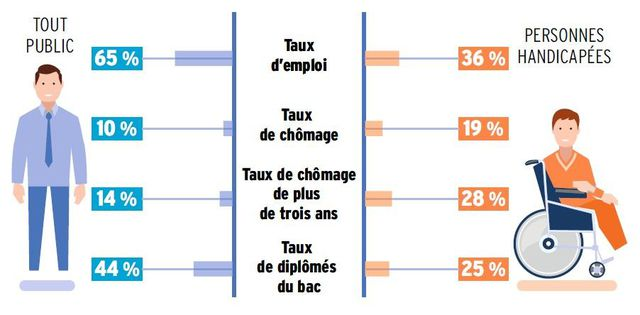 TOUT
PUBLIC
PERSONNES
HANDICAPÉES
65 %
Taux
d'emploi
36 %
10 %
Taux
de chômage
19 %
14 %
Taux de chômage
de plus
de trois ans
28 %
44 %
Taux
de diplômés
du bac
25 %